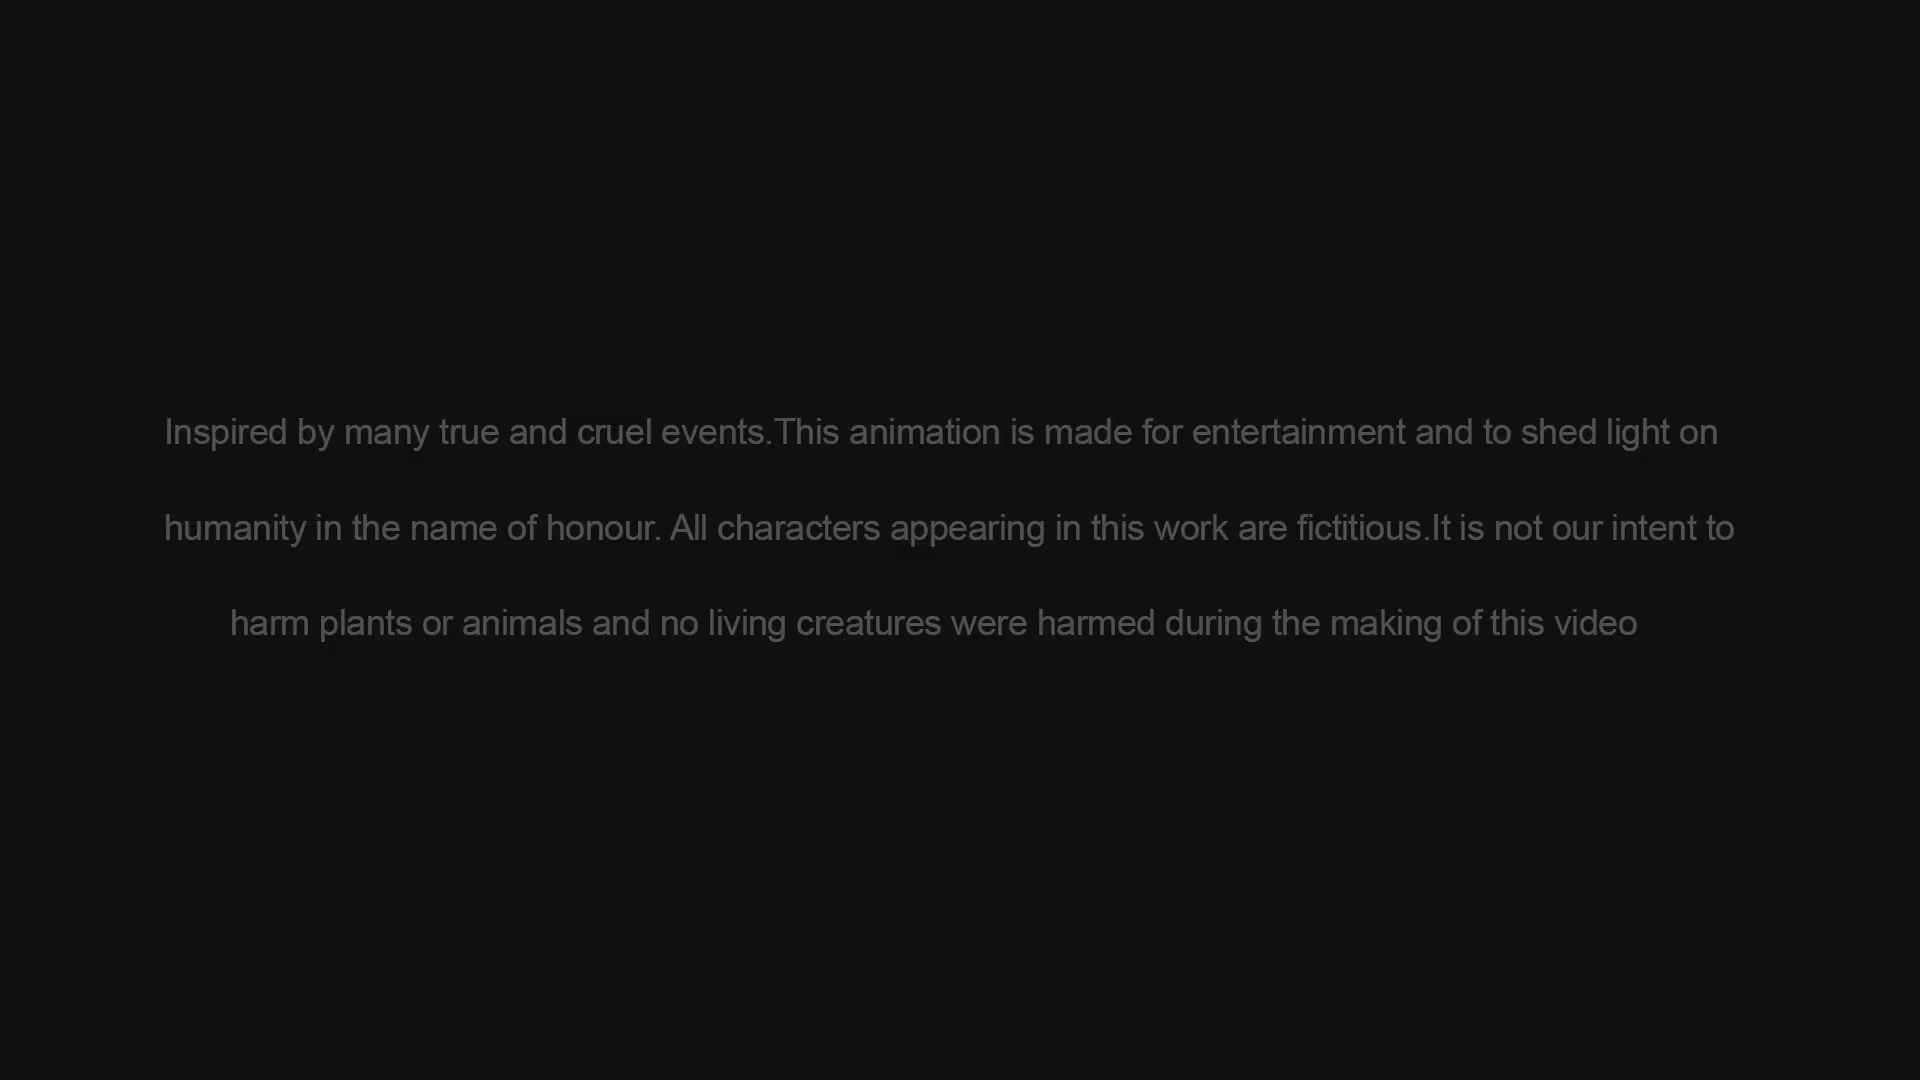 Inspired by many true and cruel events.This animation is made for entertainment and to shed light on
humanity in the name of honour. All characters appearing in this work are fictitious.It is not our intent to
harm plants or animals and no living creatures were harmed during the making of this video